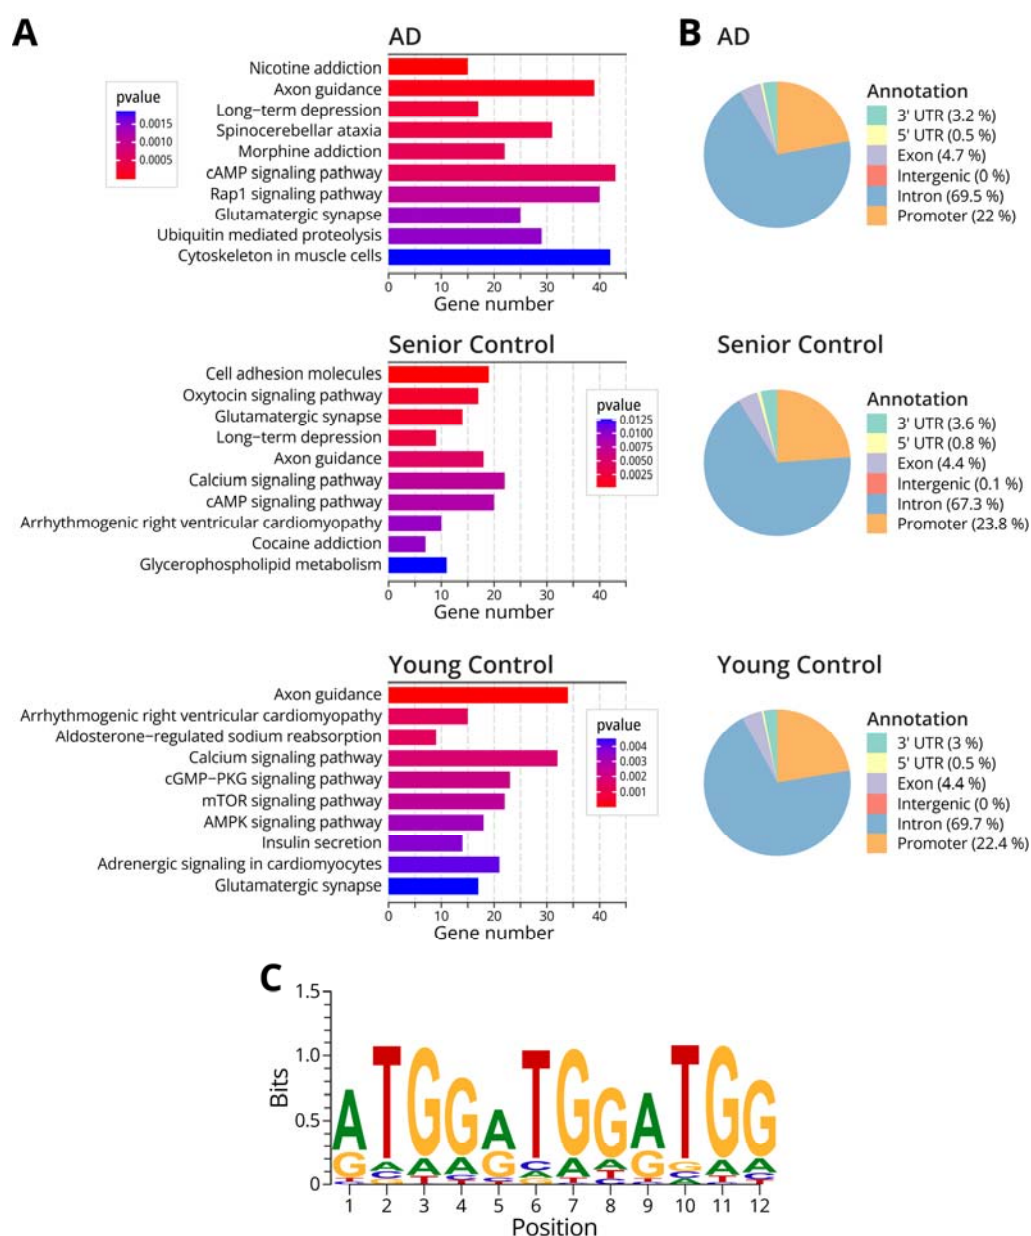 A
AD
pvalue
0.0015
0.0010
0.0005
Nicotine addiction
Axon guidance
Long−term depression
Spinocerebellar ataxia
Morphine addiction
cAMP signaling pathway
Rap1 signaling pathway
Glutamatergic synapse
Ubiquitin mediated proteolysis
Cytoskeleton in muscle cells
0 10 20 30 40
Gene number
B
AD
Annotation
3' UTR (3.2 %)
5' UTR (0.5 %)
Exon (4.7 %)
Intergenic (0 %)
Intron (69.5 %)
Promoter (22 %)
Senior Control
Cell adhesion molecules
Oxytocin signaling pathway
Glutamatergic synapse
Long−term depression
Axon guidance
Calcium signaling pathway
cAMP signaling pathway
Arrhythmogenic right ventricular cardiomyopathy
Cocaine addiction
Glycerophospholipid metabolism
0 10 20 30 40
Gene number
pvalue
0.0125
0.0100
0.0075
0.0050
0.0025
Senior Control
Annotation
3' UTR (3.6 %)
5' UTR (0.8 %)
Exon (4.4 %)
Intergenic (0.1 %)
Intron (67.3 %)
Promoter (23.8 %)
Young Control
Axon guidance
Arrhythmogenic right ventricular cardiomyopathy
Aldosterone−regulated sodium reabsorption
Calcium signaling pathway
cGMP−PKG signaling pathway
mTOR signaling pathway
AMPK signaling pathway
Insulin secretion
Adrenergic signaling in cardiomyocytes
Glutamatergic synapse
0 10 20 30 40
Gene number
pvalue
0.004
0.003
0.002
0.001
Young Control
Annotation
3' UTR (3 %)
5' UTR (0.5 %)
Exon (4.4 %)
Intergenic (0 %)
Intron (69.7 %)
Promoter (22.4 %)
C
1.5
1.0
0.5
0
Bits
ATGGATGGATGG
1 2 3 4 5 6 7 8 9 10 11 12
Position